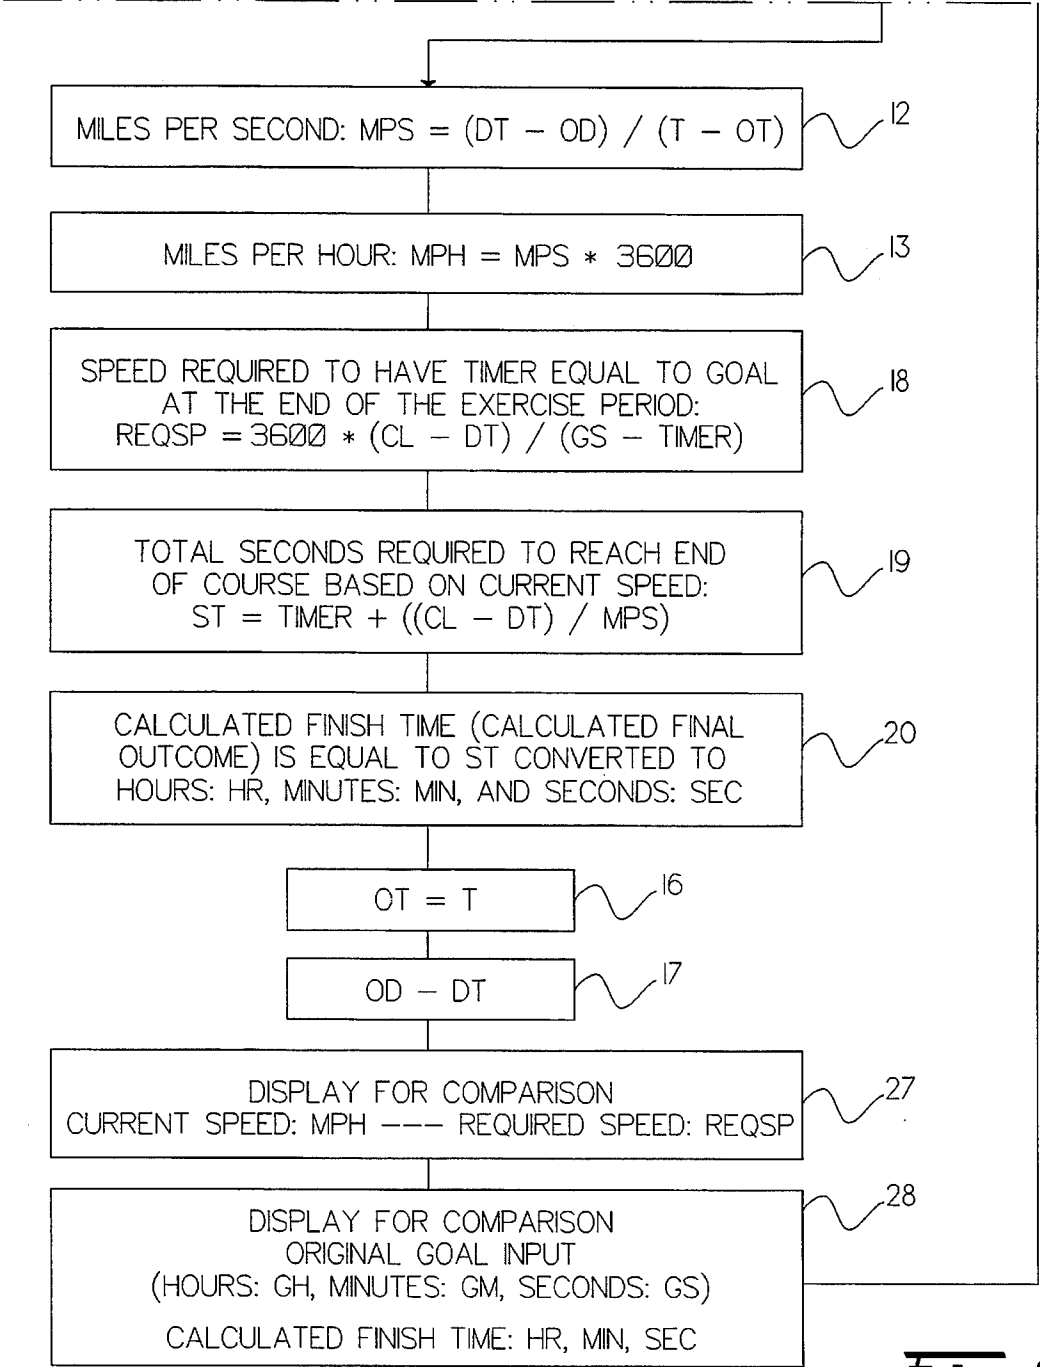 MILES PER SECOND: MPS = (DT - OD) / (T - OT)
12
MILES PER HOUR: MPH = MPS * 3600
13
SPEED REQUIRED TO HAVE TIMER EQUAL TO GOAL
AT THE END OF THE EXERCISE PERIOD:
REQSP = 3600 * (CL - DT) / (GS - TIMER)
18
TOTAL SECONDS REQUIRED TO REACH END
OF COURSE BASED ON CURRENT SPEED:
ST = TIMER + ((CL - DT) / MPS)
19
CALCULATED FINISH TIME (CALCULATED FINAL
OUTCOME) IS EQUAL TO ST CONVERTED TO
HOURS: HR, MINUTES: MIN, AND SECONDS: SEC
20
OT = T
16
OD - DT
17
DISPLAY FOR COMPARISON
CURRENT SPEED: MPH --- REQUIRED SPEED: REQSP
27
DISPLAY FOR COMPARISON
ORIGINAL GOAL INPUT
(HOURS: GH, MINUTES: GM, SECONDS: GS)
CALCULATED FINISH TIME: HR, MIN, SEC
28